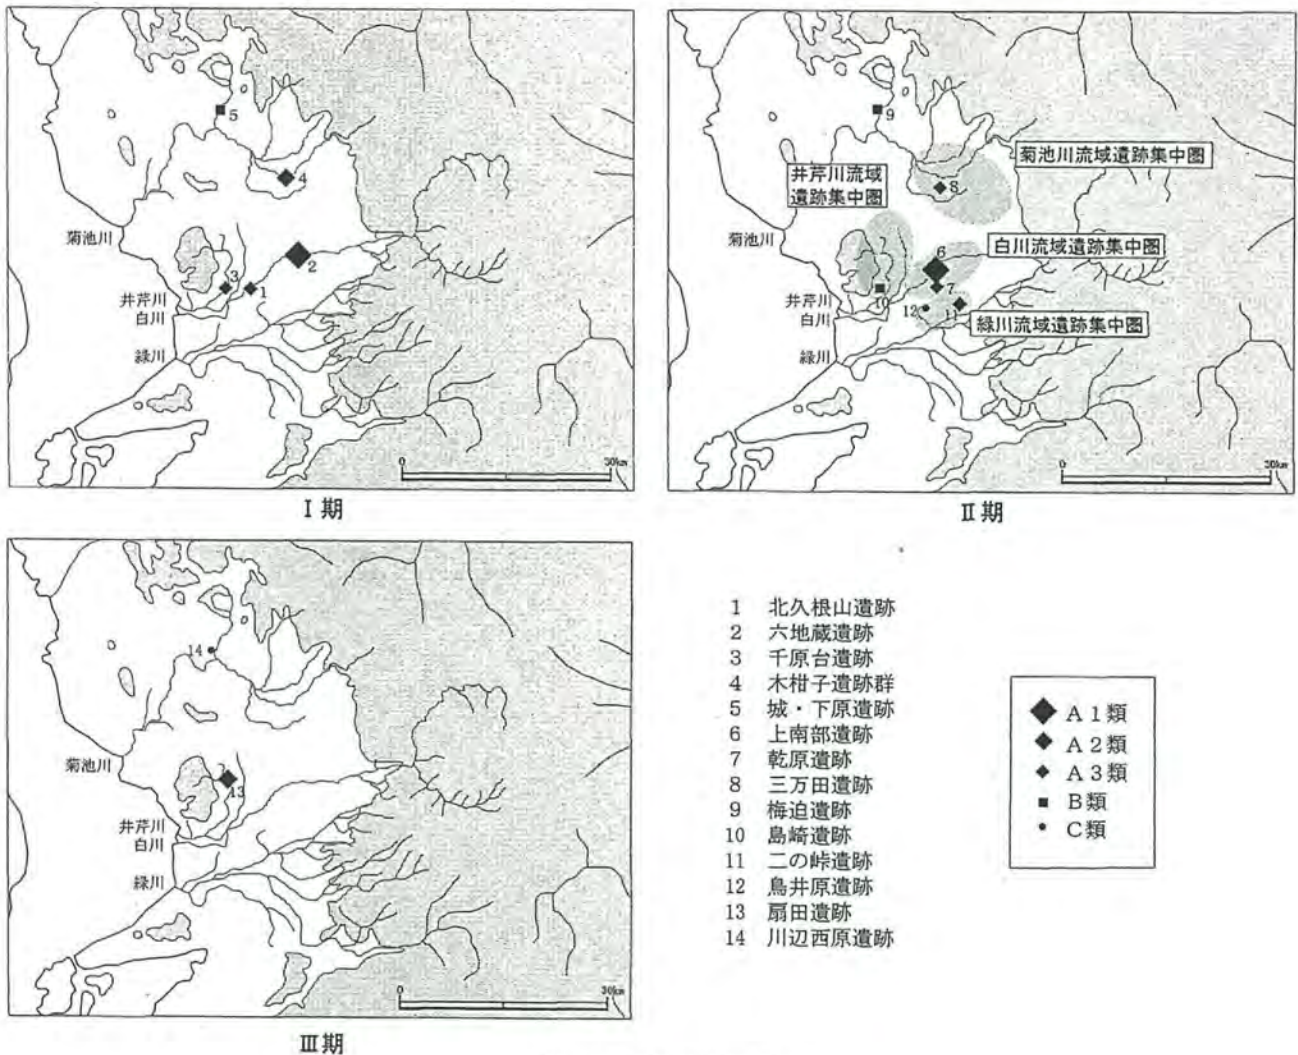 5
4
菊池川
2
3
1
井芹川
白川
緑川
0
30km
Ⅰ期
9
菊池川流域遺跡集中圏
井芹川流域
遺跡集中圏
8
菊池川
白川流域遺跡集中圏
6
7
井芹川
10
白川
12
11
緑川流域遺跡集中圏
緑川
0
30km
Ⅱ期
14
菊池川
13
井芹川
白川
緑川
0
30km
Ⅲ期
1 北久根山遺跡
2 六地蔵遺跡
3 千原台遺跡
4 木柑子遺跡群
5 城・下原遺跡
6 上南部遺跡
7 乾原遺跡
8 三万田遺跡
9 梅迫遺跡
10 島崎遺跡
11 二の峠遺跡
12 鳥井原遺跡
13 扇田遺跡
14 川辺西原遺跡
A1類
A2類
A3類
B類
C類